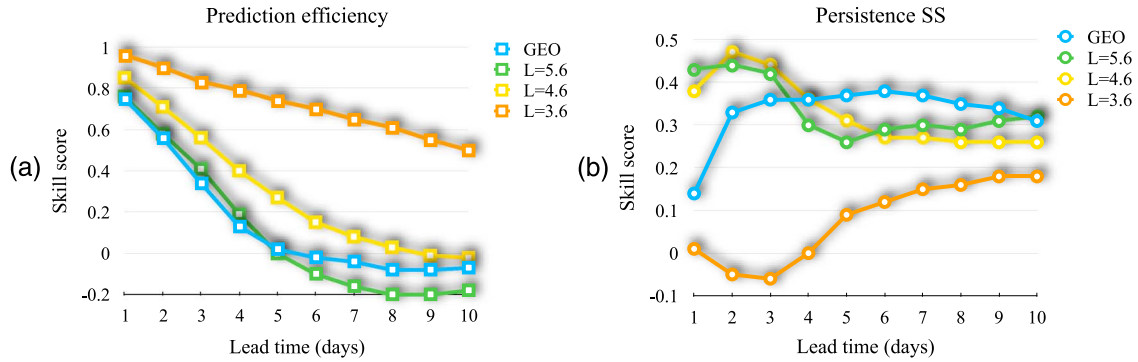 Prediction efficiency
(a)
Skill score
1
0.8
0.6
0.4
0.2
0
-0.2
1 2 3 4 5 6 7 8 9 10
Lead time (days)
GEO
L=5.6
L=4.6
L=3.6
Persistence SS
(b)
Skill score
0.5
0.4
0.3
0.2
0
-0.1
1 2 3 4 5 6 7 8 9 10
Lead time (days)
GEO
L=5.6
L=4.6
L=3.6